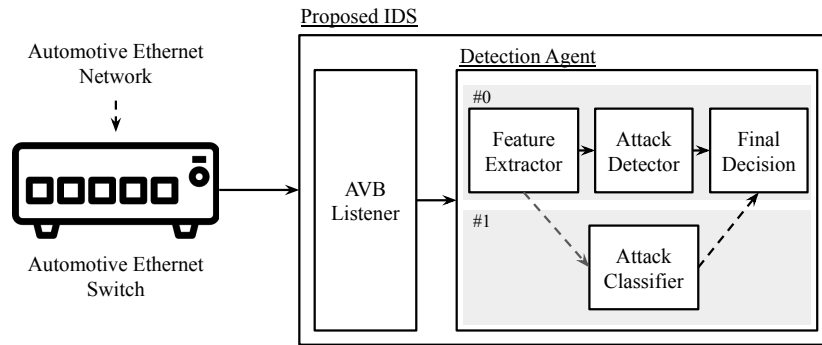 Proposed IDS
Automotive Ethernet
Network
Detection Agent
#0
Feature
Extractor
Attack
Detector
Final
Decision
AVB
Listener
#1
Attack
Classifier
Automotive Ethernet
Switch